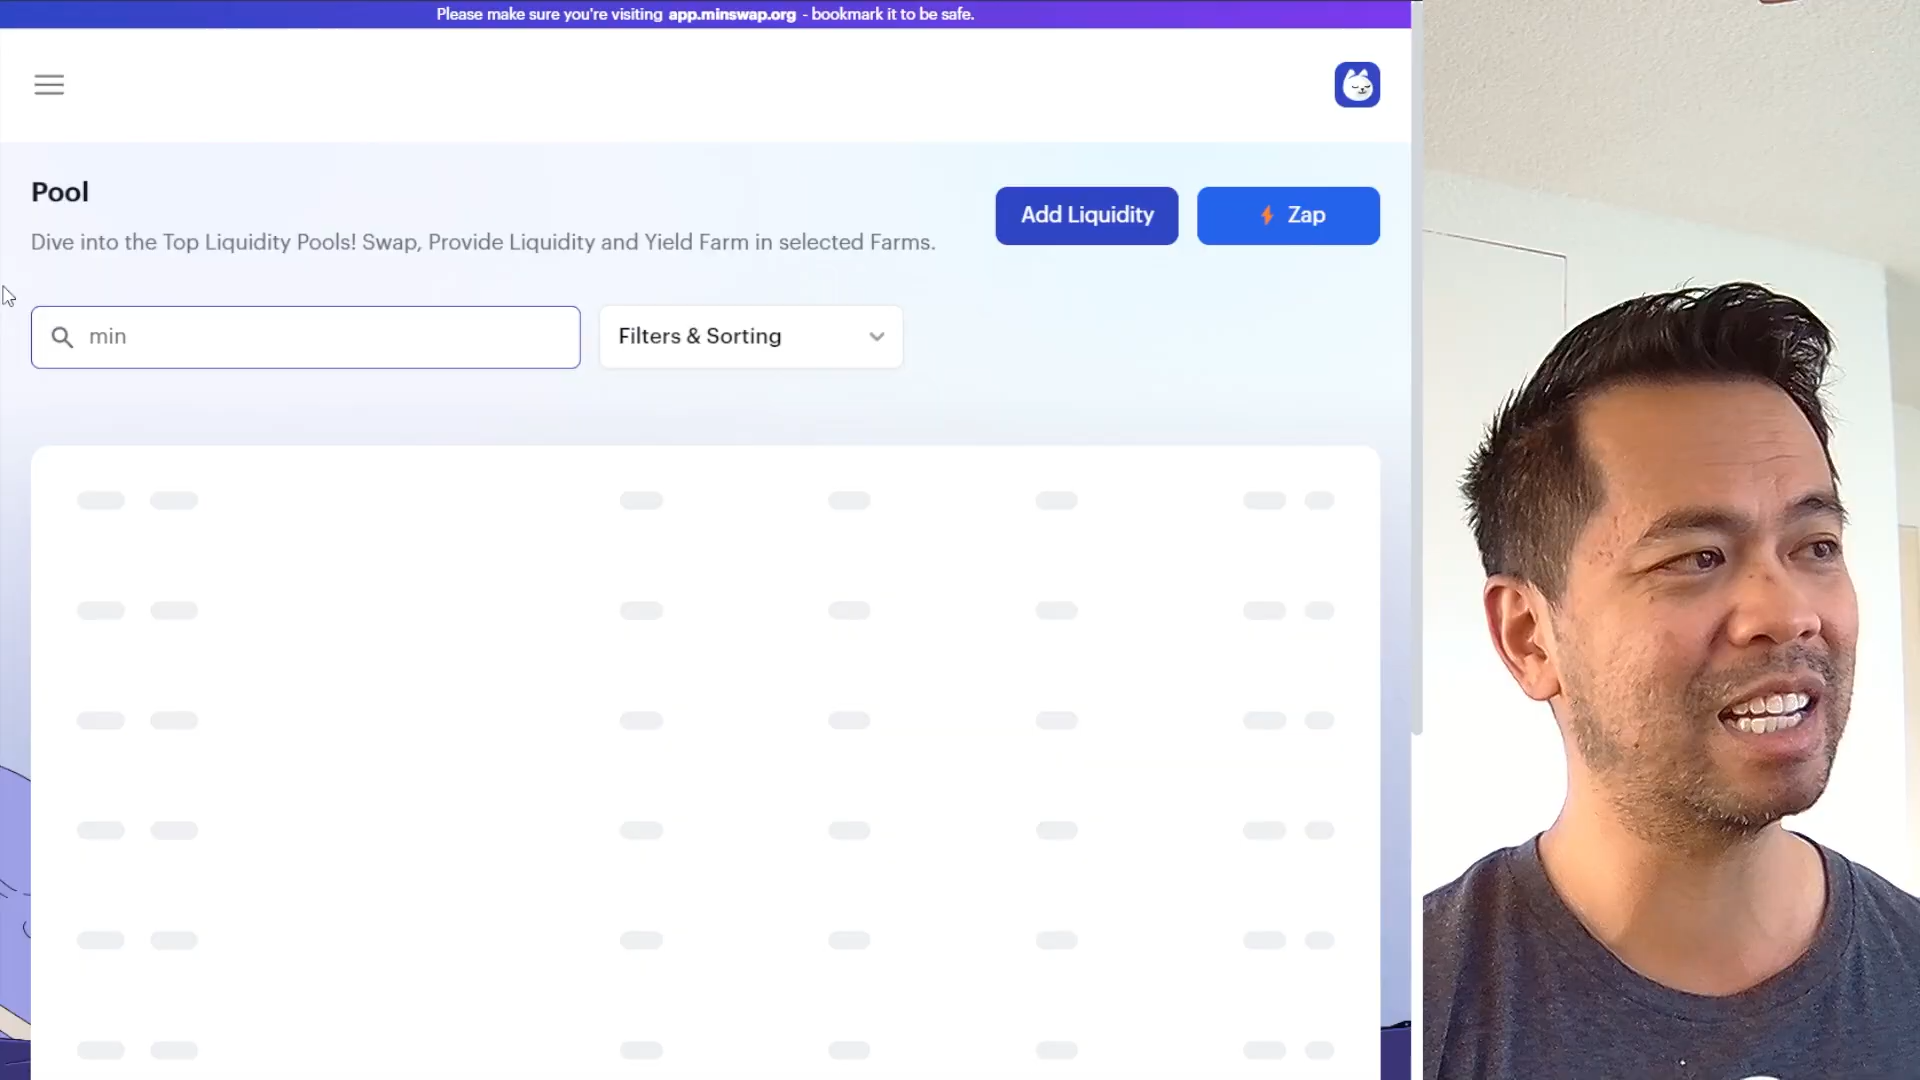 Please make sure you're visiting app.minswap.org - bookmark it to be safe.
Pool
Dive into the Top Liquidity Pools! Swap, Provide Liquidity and Yield Farm in selected Farms.
Add Liquidity
Zap
min
Filters & Sorting